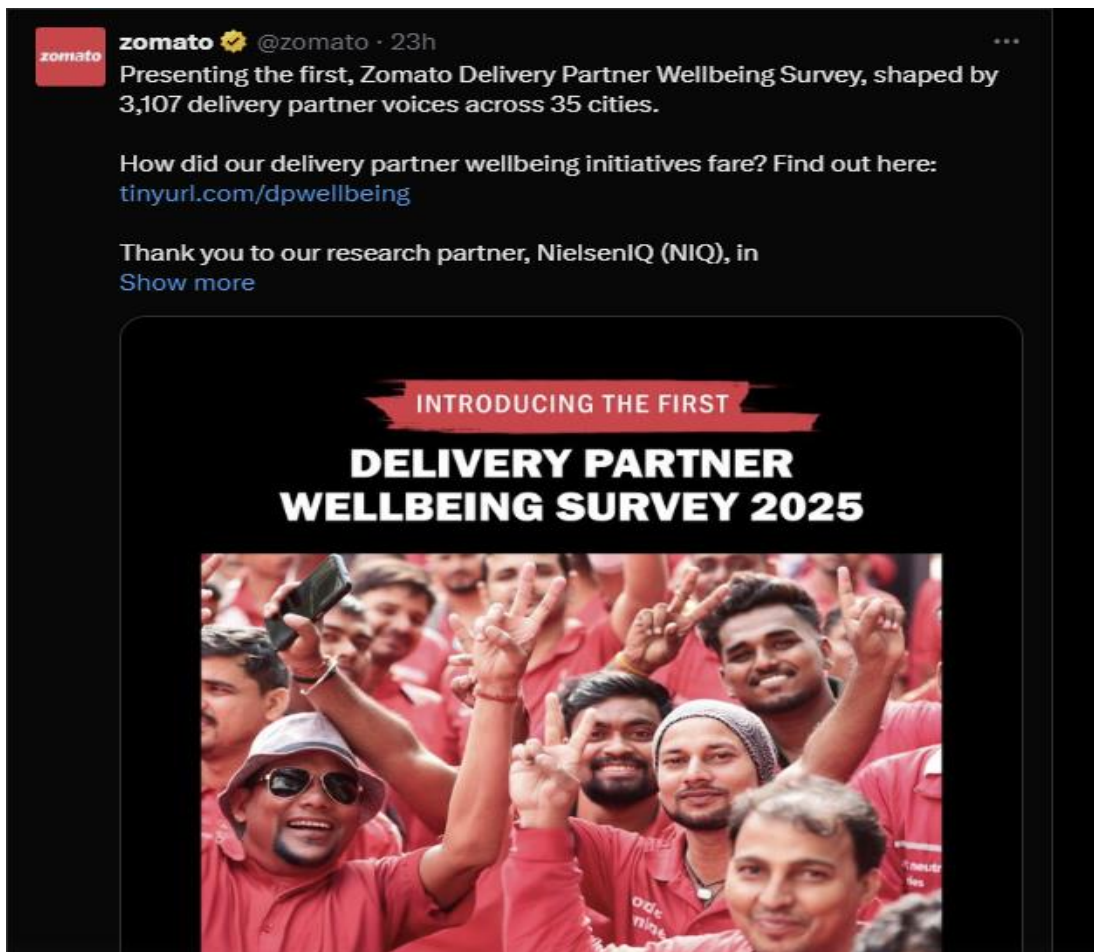 zomato
zomato @zomato · 23h
Presenting the first, Zomato Delivery Partner Wellbeing Survey, shaped by
3,107 delivery partner voices across 35 cities.
How did our delivery partner wellbeing initiatives fare? Find out here:
tinyurl.com/dpwellbeing
Thank you to our research partner, NielsenIQ (NIQ), in
Show more
INTRODUCING THE FIRST
DELIVERY PARTNER
WELLBEING SURVEY 2025